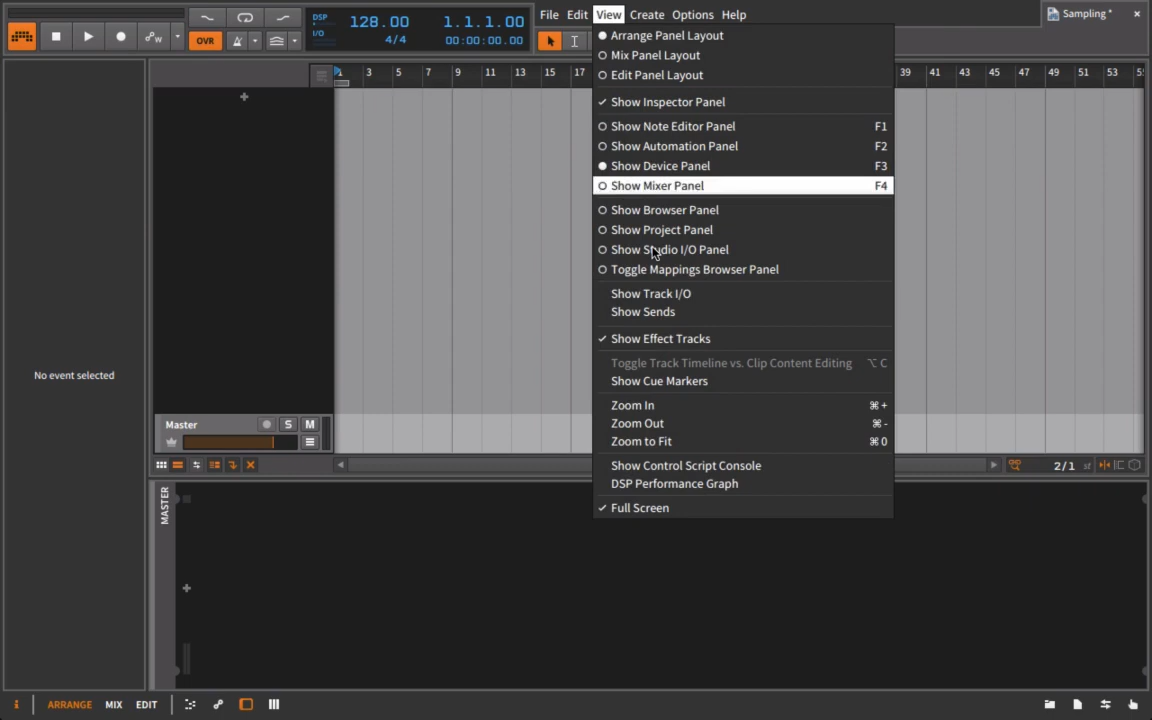 File Edit View Create Options Help
Sampling *
DSP
I/O
128.00
4/4
1.1.1.00
00:00:00.00
OVR
Arrange Panel Layout
Mix Panel Layout
Edit Panel Layout
Show Inspector Panel
Show Note Editor Panel F1
Show Automation Panel F2
Show Device Panel F3
Show Mixer Panel F4
Show Browser Panel
Show Project Panel
Show Studio I/O Panel
Toggle Mappings Browser Panel
Show Track I/O
Show Sends
Show Effect Tracks
Toggle Track Timeline vs. Clip Content Editing ⌥ C
Show Cue Markers
Zoom In ⌘ +
Zoom Out ⌘ -
Zoom to Fit ⌘ 0
Show Control Script Console
DSP Performance Graph
Full Screen
1 3 5 7 9 11 13 15 17 39 41 43 45 47 49 51 53
No event selected
Master S M
2/1 st
MASTER
i ARRANGE MIX EDIT